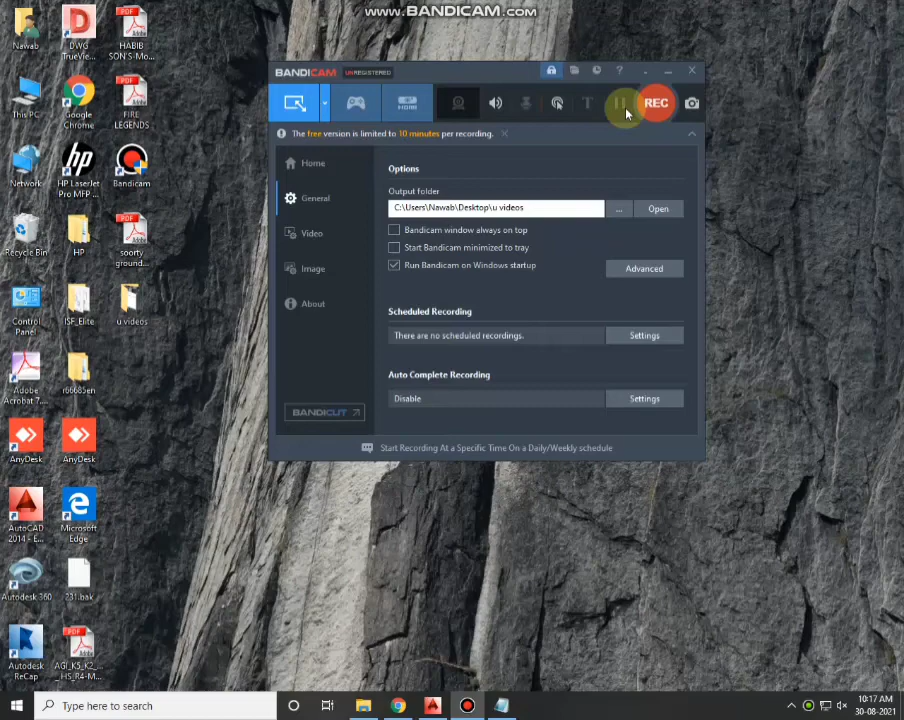 www.BANDICAM.com
Nawab
DWG
TrueView...
HABIB
SON'S-Mo...
This PC
Google
Chrome
FIRE
LEGENDS
Network
HP LaserJet
Pro MFP ...
Bandicam
Recycle Bin
HP
soorty
ground...
Control
Panel
ISF_Elite
u videos
Adobe
Acrobat 7....
r66685en
AnyDesk
AnyDesk
AutoCAD
2014 - E...
Microsoft
Edge
Autodesk 360
231.bak
Autodesk
ReCap
AGI_K5_K2_...
_HS_R4-M...
BANDICAM UNREGISTERED
REC
The free version is limited to 10 minutes per recording.
Home
General
Video
Image
About
BANDICUT
Options
Output folder
C:\Users\Nawab\Desktop\u videos
... Open
Bandicam window always on top
Start Bandicam minimized to tray
Run Bandicam on Windows startup
Advanced
Scheduled Recording
There are no scheduled recordings. Settings
Auto Complete Recording
Disable Settings
Start Recording At a Specific Time On a Daily/Weekly schedule
Type here to search
10:17 AM
30-08-2021